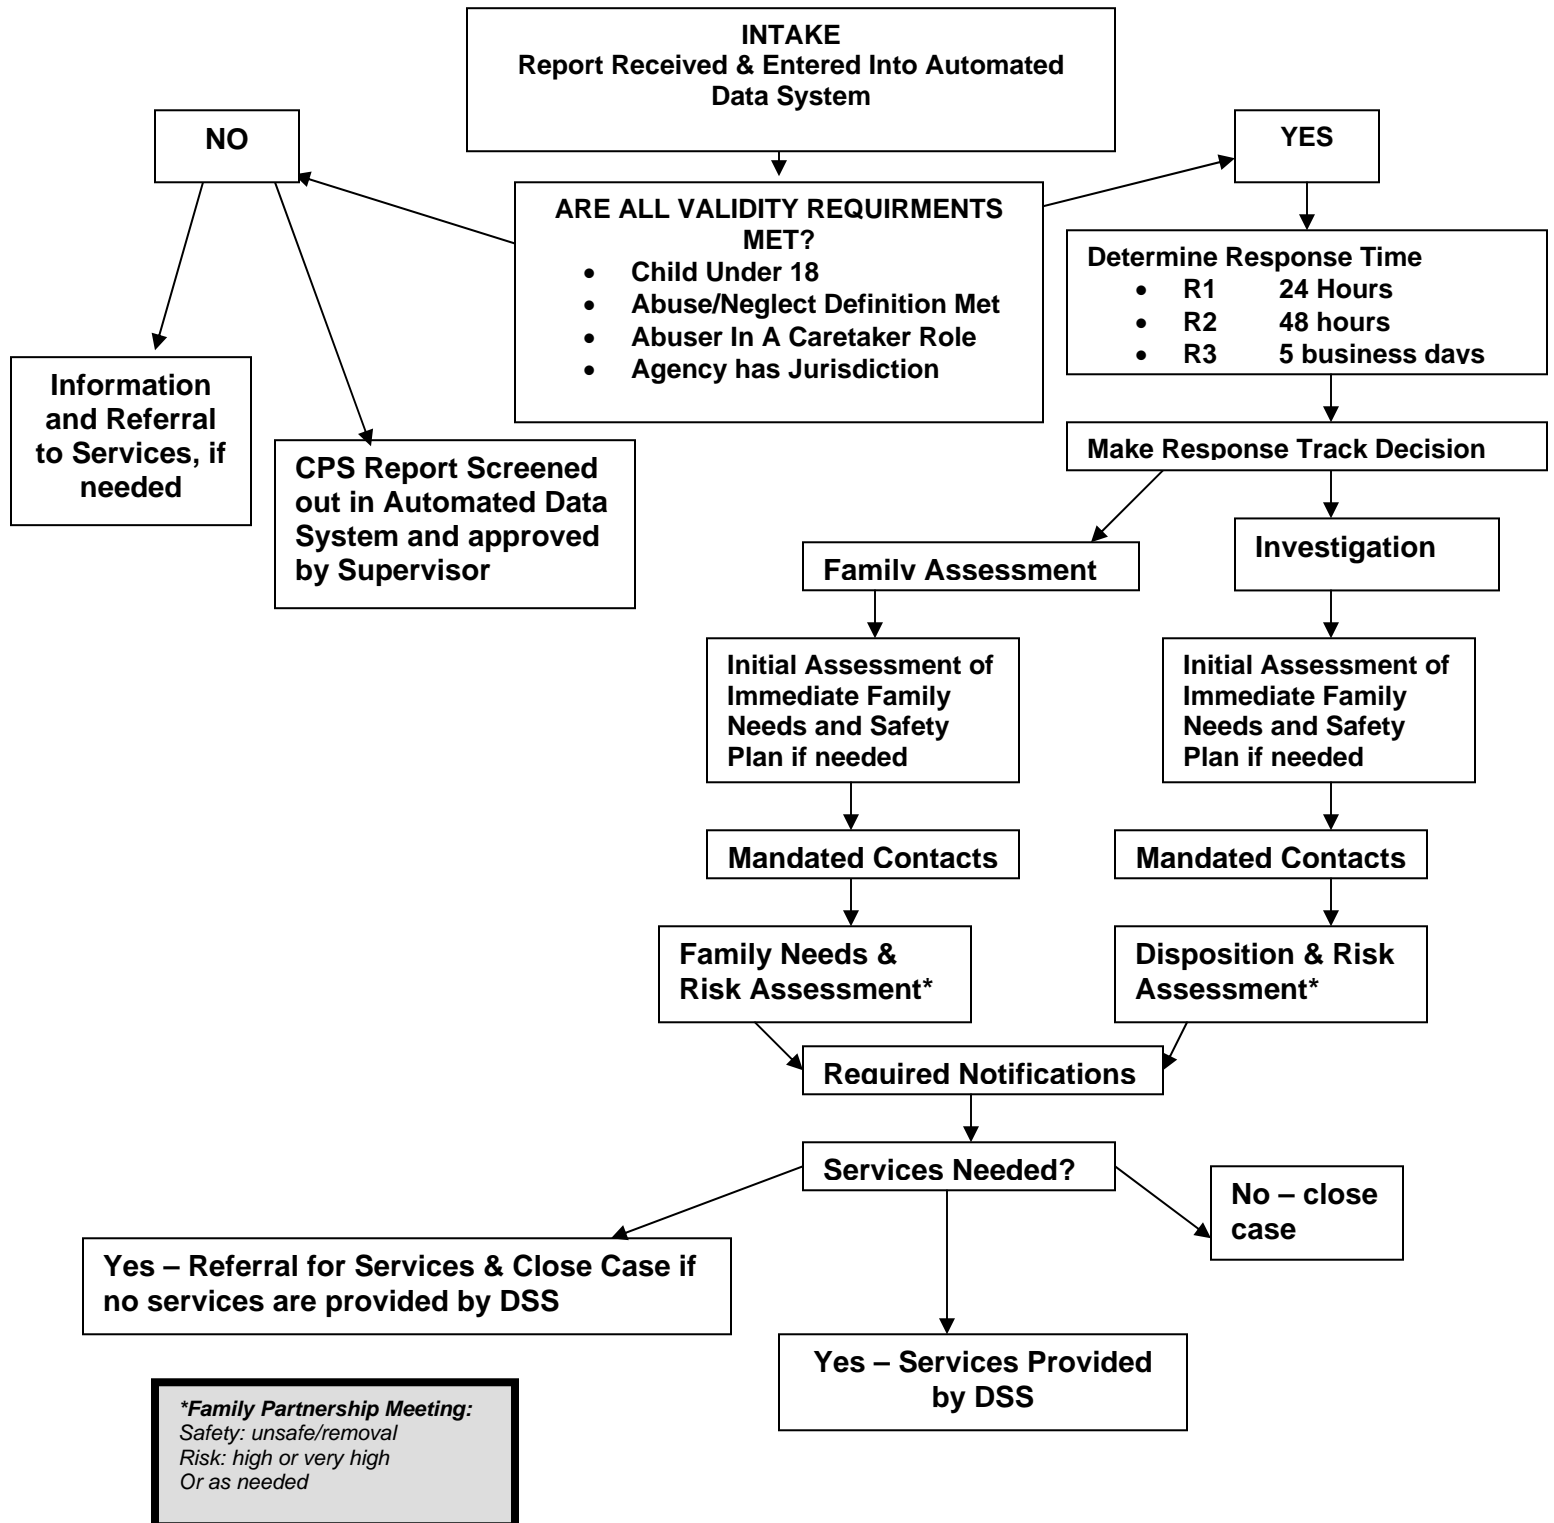 INTAKE
Report Received & Entered Into Automated
Data System
NO
YES
ARE ALL VALIDITY REQUIRMENTS
MET?
• Child Under 18
• Abuse/Neglect Definition Met
• Abuser In A Caretaker Role
• Agency has Jurisdiction
Determine Response Time
• R1 24 Hours
• R2 48 hours
• R3 5 business days
Information
and Referral
to Services, if
needed
CPS Report Screened
out in Automated Data
System and approved
by Supervisor
Make Response Track Decision
Family Assessment
Investigation
Initial Assessment of
Immediate Family
Needs and Safety
Plan if needed
Initial Assessment of
Immediate Family
Needs and Safety
Plan if needed
Mandated Contacts
Mandated Contacts
Family Needs &
Risk Assessment*
Disposition & Risk
Assessment*
Required Notifications
Services Needed?
No – close
case
Yes – Referral for Services & Close Case if
no services are provided by DSS
Yes – Services Provided
by DSS
*Family Partnership Meeting:
Safety: unsafe/removal
Risk: high or very high
Or as needed